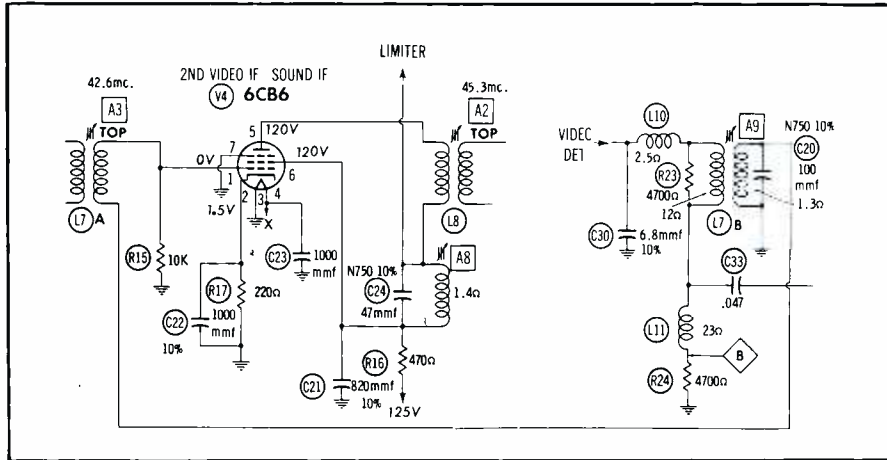 LIMITER
42.6mc.
2ND VIDEO IF SOUND IF
45.3mc.
A3
V4 6CB6
A2
A9
TOP
TOP
L10
N750 10%
5
120V
VIDEC
DET
C20
7
0V
120V
2.5Ω
R23
100
mmf
1
6
4700Ω
2
3
4
12Ω
1.3Ω
1.5V
X
L7 A
L8
L7 B
C30
6.8mmf
10%
C23
1000
mmf
A8
C33
R15
10K
N750 10%
.047
R17
220Ω
C24
47mmf
1.4Ω
C22
1000
mmf
10%
L11
23Ω
R16
470Ω
B
C21
820mmf
10%
R24
4700Ω
125V